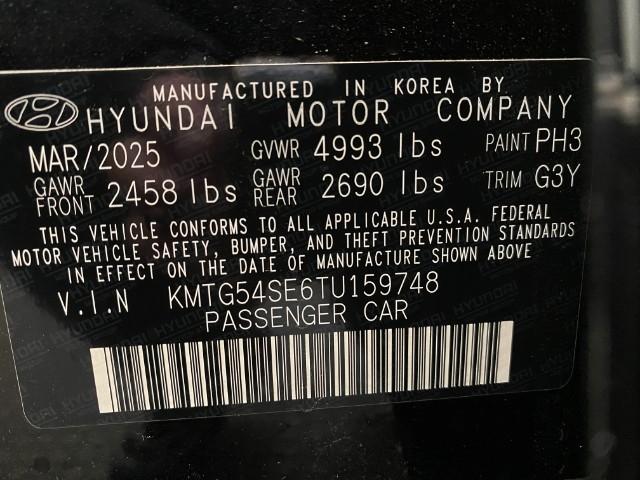 MANUFACTURED IN KOREA BY
HYUNDAI MOTOR COMPANY
MAR/2025 GVWR 4993 lbs PAINT PH3
GAWR FRONT 2458 lbs GAWR REAR 2690 lbs TRIM G3Y
THIS VEHICLE CONFORMS TO ALL APPLICABLE U.S.A. FEDERAL
MOTOR VEHICLE SAFETY, BUMPER, AND THEFT PREVENTION STANDARDS
IN EFFECT ON THE DATE OF MANUFACTURE SHOWN ABOVE.
V.I.N KMTG54SE6TU159748
PASSENGER CAR